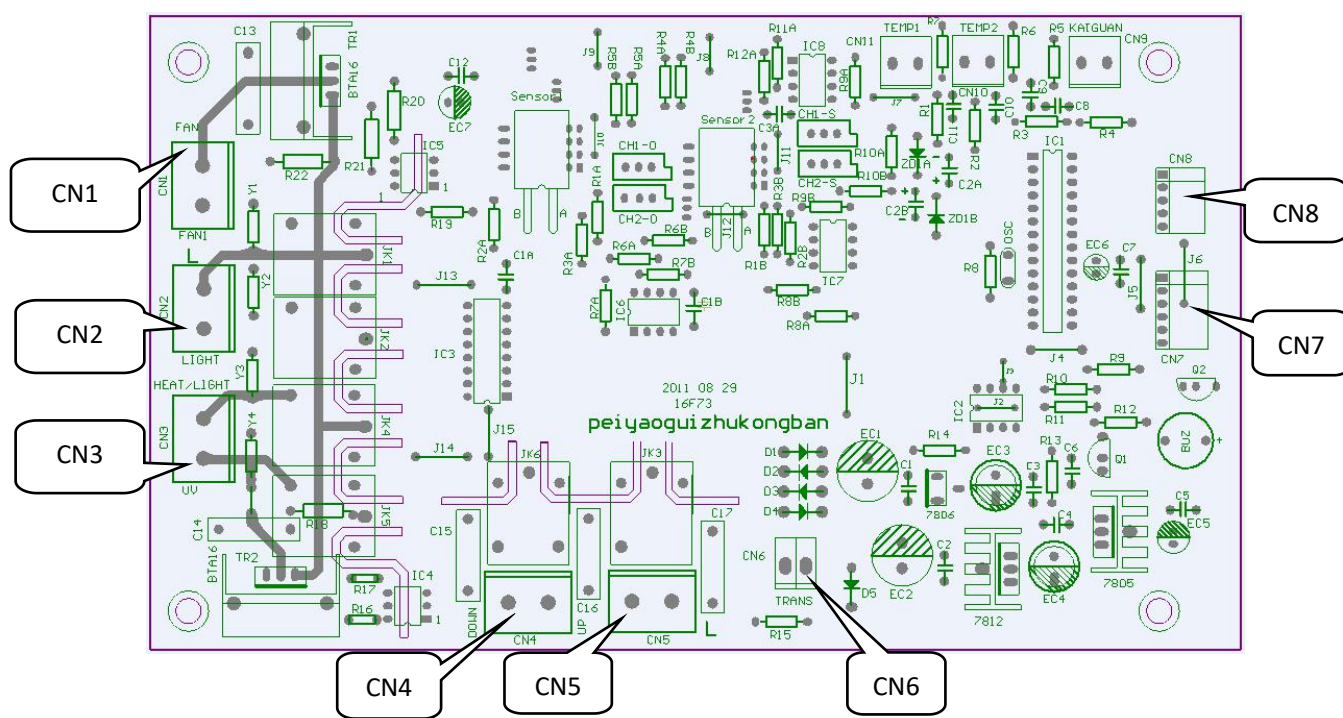 C13
TR1
BTA16
FAN
CN1
FAN1
L
CN2
LIGHT
HEAT/LIGHT
CN3
UV
Y1
Y2
Y3
Y4
R22
R21
R20
IC5
1
1
R19
JK1
JK2
JK4
JK5
R18
C14
BTA16
TR2
R17
R16
IC4
1
C12
EC7
Sensor1
B
A
R2A
C1A
J13
IC3
J14
J15
J9
R5B
R5A
R4A
R4B
J8
J10
R1A
R3A
CH1-O
CH2-O
R6B
R6A
R7B
R7A
IC6
C1B
R11A
R12A
IC8
R9A
Sensor2
C3A
CH1-S
CH2-S
J11
J12
B
A
R3B
R1B
R2B
R9B
R10A
R10B
IC7
R8B
R8A
CN11
TEMP1
R7
TEMP2
R6
R5
KAIGUAN
CN9
J7
CN10
R1
C11
R2
C10
C9
C8
R3
R4
ZD1A
C2A
C2B
ZD1B
+
-
+
-
IC1
R8
OSC
EC6
C7
J5
J6
CN8
CN7
J4
R9
Q2
R10
R11
R12
IC2
J2
BUZ
+
Q1
R13
C6
2011 08 29
16F73
peiyaoguizhukongban
J1
JK6
JK3
C15
C16
C17
DOWN
CN4
UP
CN5
L
D1
D2
D3
D4
EC1
C1
R14
78D6
EC3
C3
C4
C5
EC5
78D5
CN6
TRANS
R15
D5
EC2
C2
7812
EC4
CN1
CN2
CN3
CN4
CN5
CN6
CN7
CN8